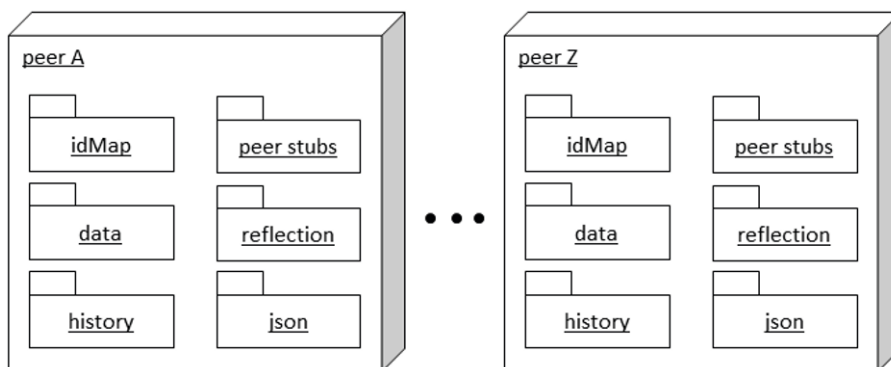 peer A
idMap
peer stubs
data
reflection
history
json
peer Z
idMap
peer stubs
data
reflection
history
json